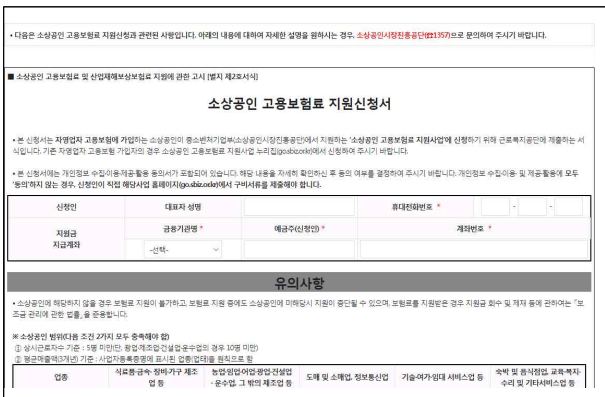 • 다음은 소상공인 고용보험료 지원신청과 관련된 사항입니다. 아래의 내용에 대하여 자세한 설명을 원하시는 경우, 소상공인시장진흥공단(☎1357)으로 문의하여 주시기 바랍니다.
■ 소상공인 고용보험료 및 산업재해보상보험료 지원에 관한 고시 [별지 제2호서식]
소상공인 고용보험료 지원신청서
• 본 신청서는 자영업자 고용보험에 가입하는 소상공인이 중소벤처기업부(소상공인시장진흥공단)에서 지원하는 '소상공인 고용보험료 지원사업'에 신청하기 위해 근로복지공단에 제출하는 서
식입니다. 기존 자영업자 고용보험 가입자의 경우 소상공인 고용보험료 지원사업 누리집(go.sbiz.or.kr)에서 신청하여 주시기 바랍니다.
• 본 신청서에는 개인정보 수집·이용·제공·활용 동의서가 포함되어 있습니다. 해당 내용을 자세히 확인하신 후 동의 여부를 결정하여 주시기 바랍니다. 개인정보 수집·이용 및 제공·활용에 모두
'동의'하지 않는 경우, 신청인이 직접 해당사업 홈페이지(go.sbiz.or.kr)에서 구비서류를 제출해야 합니다.
신청인 대표자 성명 휴대전화번호 * - -
지원금 지급계좌 금융기관명 * 예금주(신청인) * 계좌번호 *
-선택-
유의사항
• 소상공인에 해당하지 않을 경우 보험료 지원이 불가하고, 보험료 지원 중에도 소상공인에 미해당시 지원이 중단될 수 있으며, 보험료를 지원받은 경우 지원금 회수 및 제재 등에 관하여는 「보
조금 관리에 관한 법률」을 준용합니다.
※ 소상공인 범위(다음 조건 2가지 모두 충족해야 함)
① 상시근로자수 기준 : 5명 미만(단, 광업·제조업·건설업·운수업의 경우 10명 미만)
② 평균매출액(3개년) 기준 : 사업자등록증명에 표시된 업종(업태)을 원칙으로 함
업종 식료품·금속·장비·가구 제조업 등 농업·임업·어업·광업·건설업·운수업, 그 밖의 제조업 등 도매 및 소매업, 정보통신업 기술·여가·임대 서비스업 등 숙박 및 음식점업, 교육·복지·수리 및 기타서비스업 등